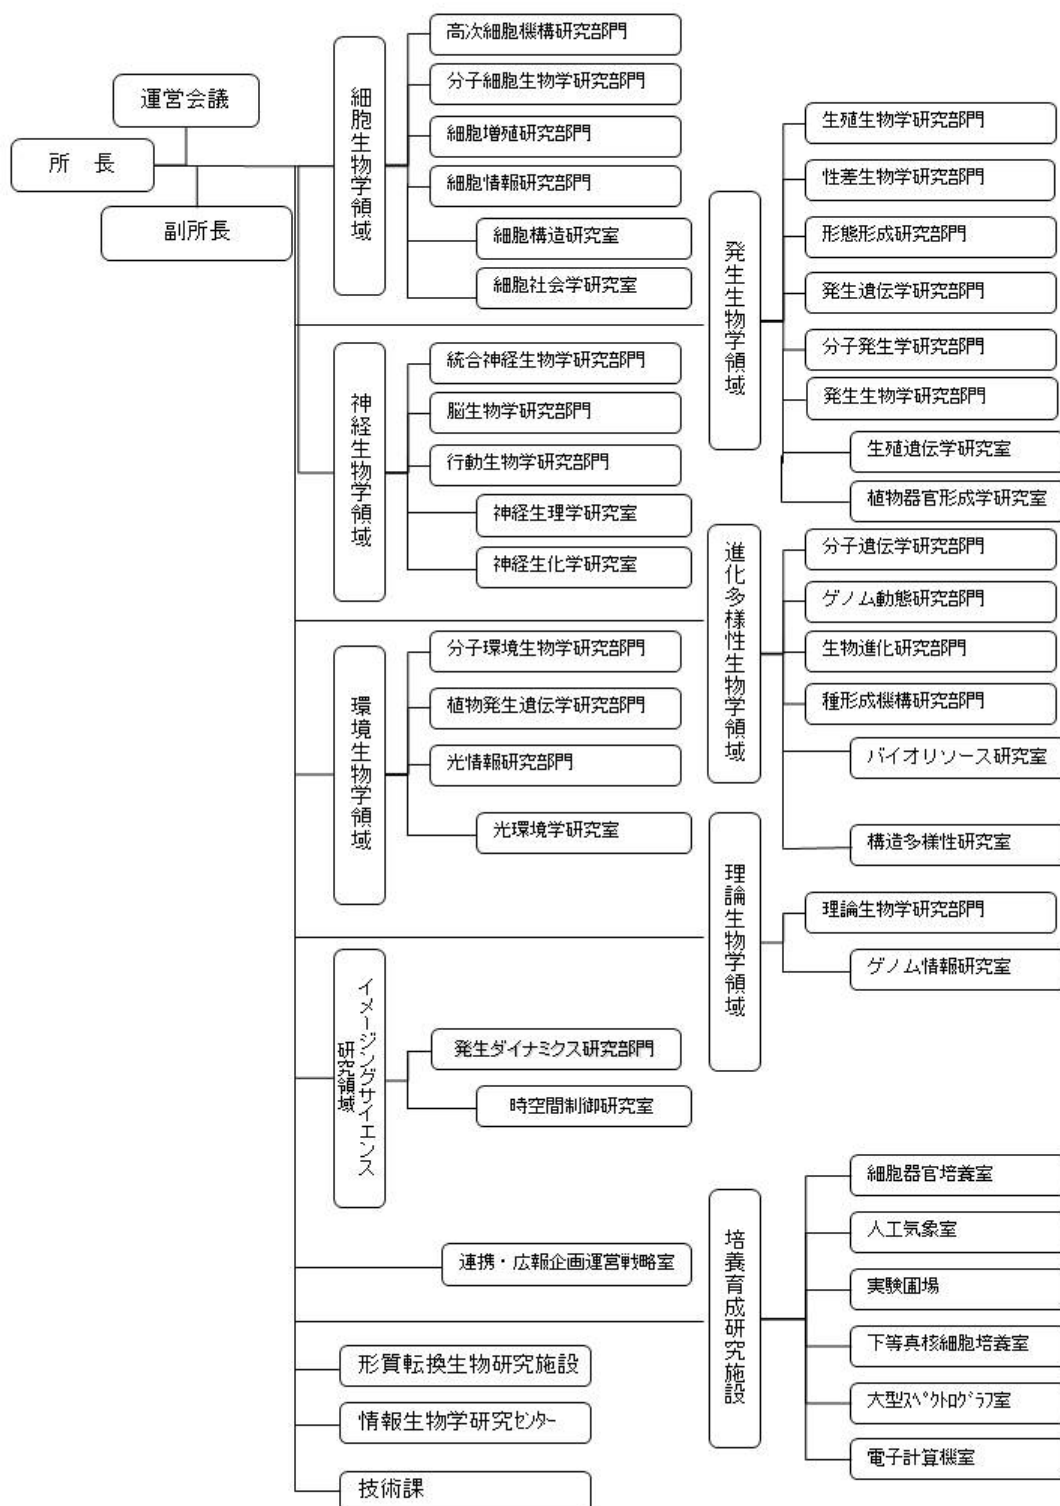 運営会議
所　長
副所長
細胞生物学領域
高次細胞機構研究部門
分子細胞生物学研究部門
細胞増殖研究部門
細胞情報研究部門
細胞構造研究室
細胞社会学研究室
発生生物学領域
生殖生物学研究部門
性差生物学研究部門
形態形成研究部門
発生遺伝学研究部門
分子発生学研究部門
発生生物学研究部門
生殖遺伝学研究室
植物器官形成学研究室
神経生物学領域
統合神経生物学研究部門
脳生物学研究部門
行動生物学研究部門
神経生理学研究室
神経生化学研究室
進化多様性生物学領域
分子遺伝学研究部門
ゲノム動態研究部門
生物進化研究部門
種形成機構研究部門
バイオリソース研究室
構造多様性研究室
環境生物学領域
分子環境生物学研究部門
植物発生遺伝学研究部門
光情報研究部門
光環境学研究室
理論生物学領域
理論生物学研究部門
ゲノム情報研究室
イメージングサイエンス
研究領域
発生ダイナミクス研究部門
時空間制御研究室
連携・広報企画運営戦略室
培養育成研究施設
細胞器官培養室
人工気象室
実験圃場
下等真核細胞培養室
大型ｽﾍﾟｸﾄﾛｸﾞﾗﾌ室
電子計算機室
形質転換生物研究施設
情報生物学研究ｾﾝﾀｰ
技術課